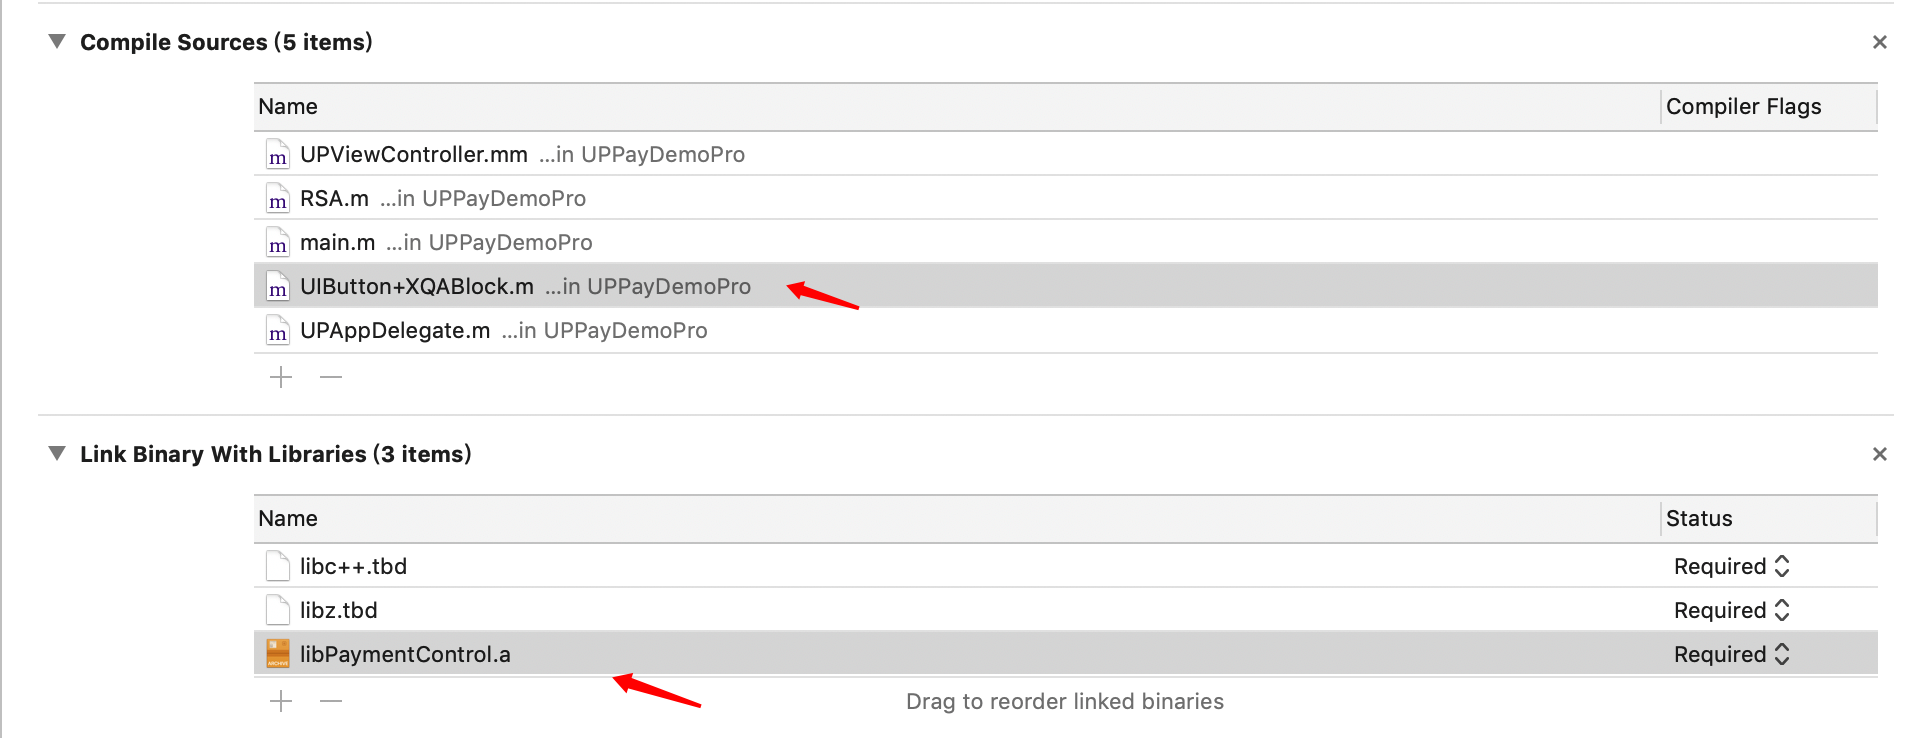 Compile Sources (5 items)
Name Compiler Flags
UPViewController.mm ...in UPPayDemoPro
RSA.m ...in UPPayDemoPro
main.m ...in UPPayDemoPro
UIButton+XQABlock.m ...in UPPayDemoPro
UPAppDelegate.m ...in UPPayDemoPro
Link Binary With Libraries (3 items)
Name Status
libc++.tbd Required
libz.tbd Required
libPaymentControl.a Required
Drag to reorder linked binaries